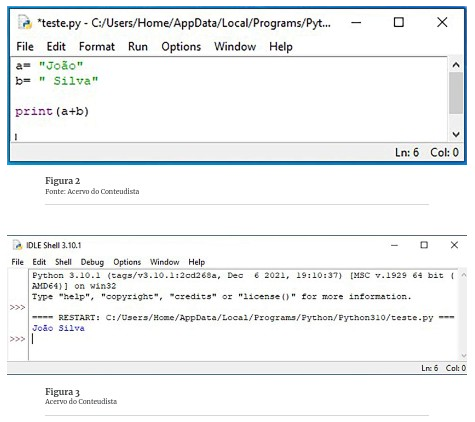 *teste.py - C:/Users/Home/AppData/Local/Programs/Pyt...
File Edit Format Run Options Window Help
a= "João"
b= " Silva"
print(a+b)
Ln: 6 Col: 0
Figura 2
Fonte: Acervo do Conteudista
IDLE Shell 3.10.1
File Edit Shell Debug Options Window Help
Python 3.10.1 (tags/v3.10.1:2cd268a, Dec 6 2021, 19:10:37) [MSC v.1929 64 bit (
AMD64)] on win32
Type "help", "copyright", "credits" or "license()" for more information.
>>>
==== RESTART: C:/Users/Home/AppData/Local/Programs/Python/Python310/teste.py ===
João Silva
>>>
Ln: 6 Col: 0
Figura 3
Acervo do Conteudista